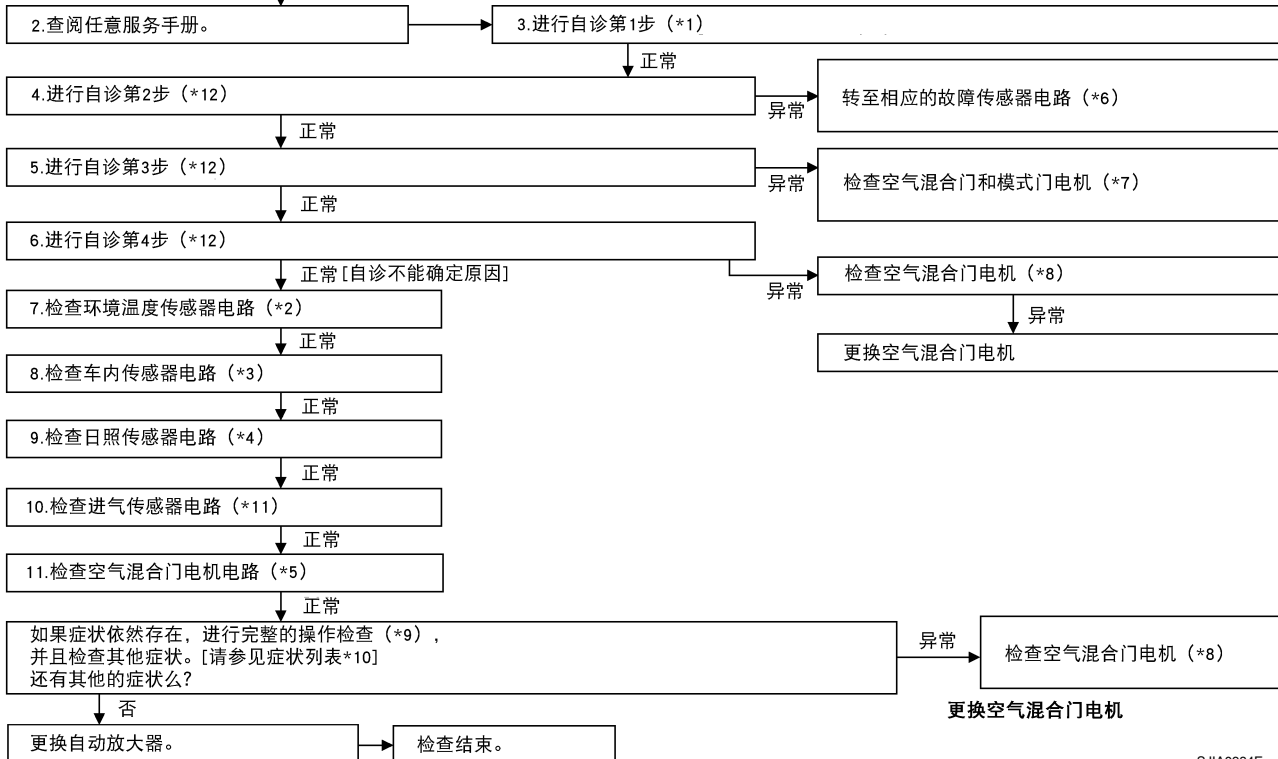 2.查阅任意服务手册。
3.进行自诊第1步（*1）
正常
4.进行自诊第2步（*12）
异常
转至相应的故障传感器电路（*6）
正常
5.进行自诊第3步（*12）
异常
检查空气混合门和模式门电机（*7）
正常
6.进行自诊第4步（*12）
正常[自诊不能确定原因]
异常
检查空气混合门电机（*8）
异常
更换空气混合门电机
7.检查环境温度传感器电路（*2）
正常
8.检查车内传感器电路（*3）
正常
9.检查日照传感器电路（*4）
正常
10.检查进气传感器电路（*11）
正常
11.检查空气混合门电机电路（*5）
正常
如果症状依然存在，进行完整的操作检查（*9），
并且检查其他症状。[请参见症状列表*10]
还有其他的症状么?
异常
检查空气混合门电机（*8）
更换空气混合门电机
否
更换自动放大器。
检查结束。